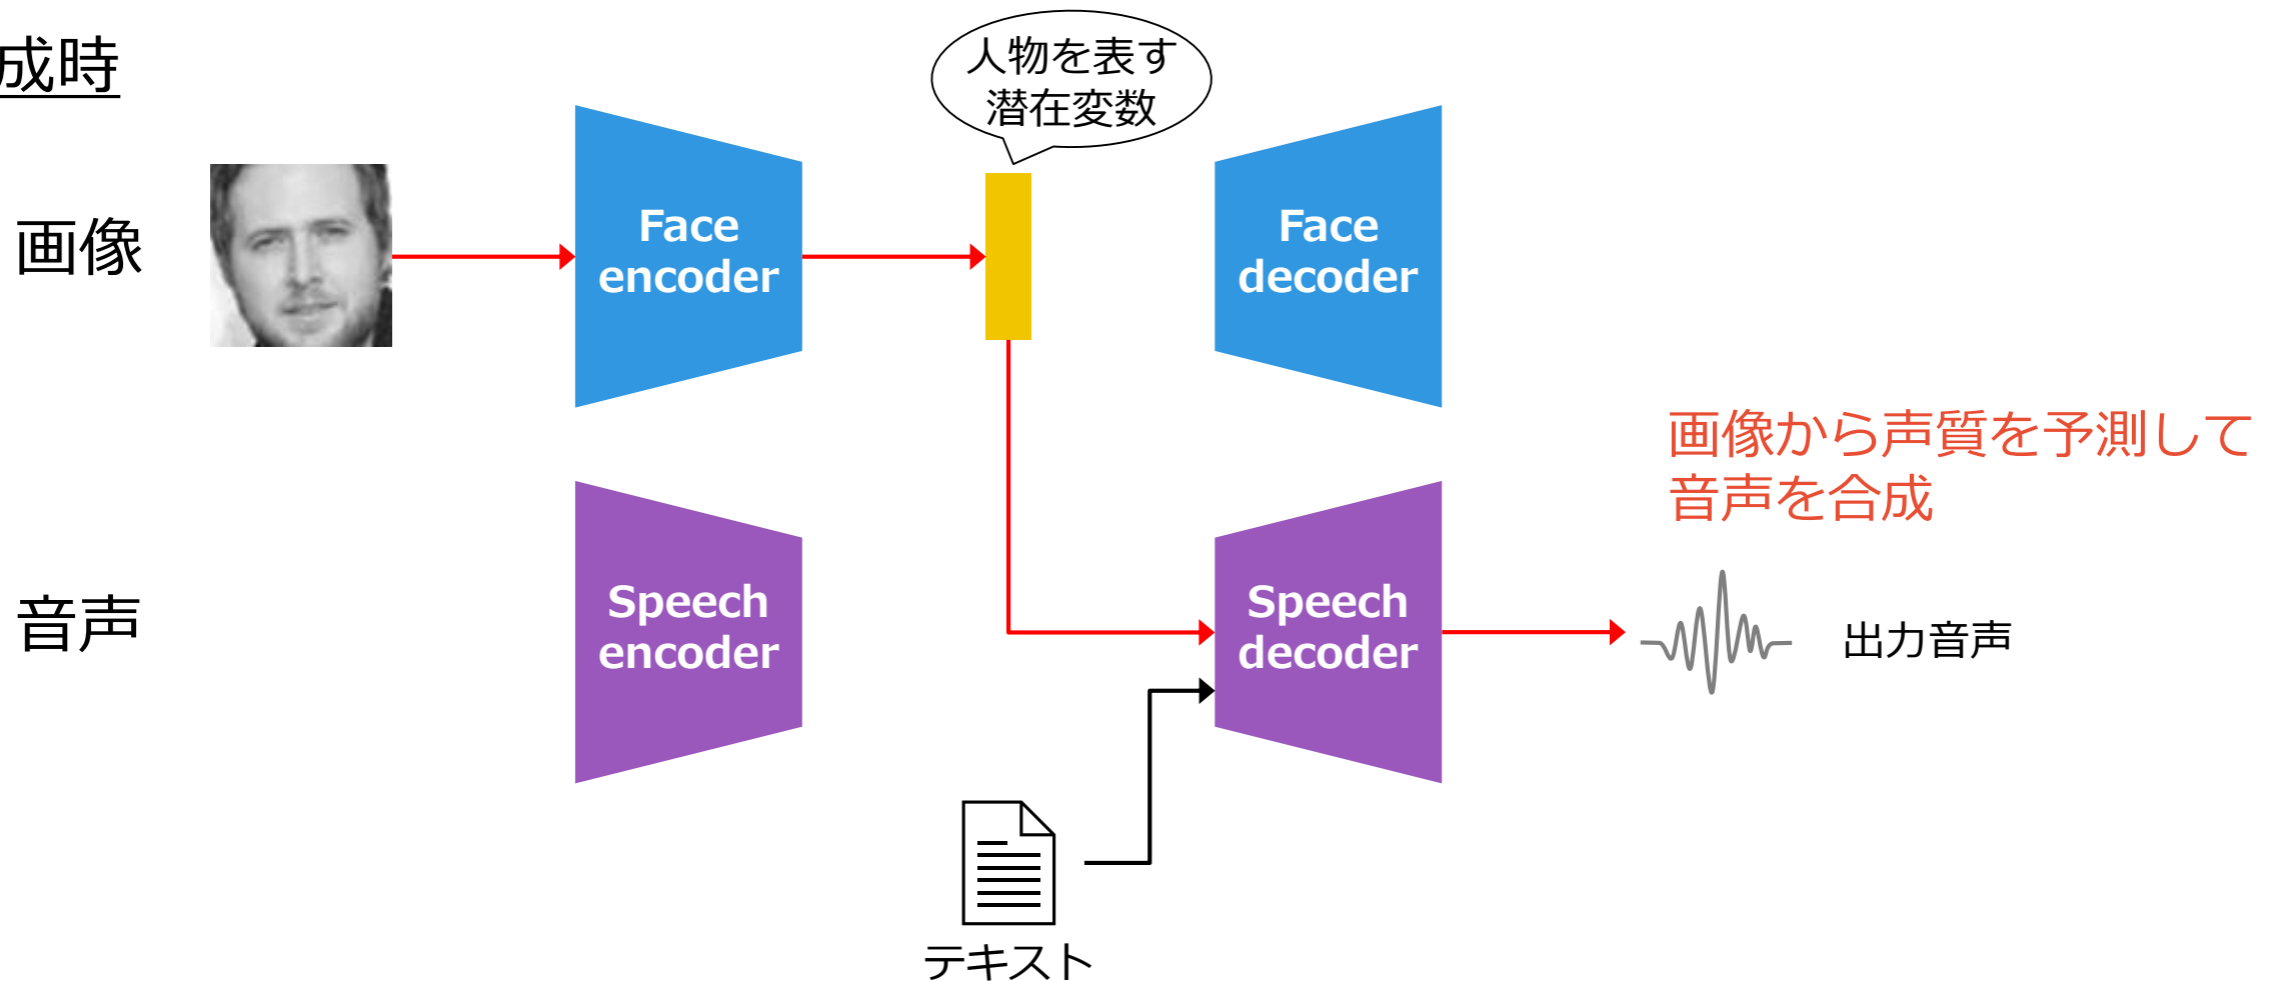 成時
人物を表す
潜在変数
画像
Face
encoder
Face
decoder
画像から声質を予測して
音声を合成
音声
Speech
encoder
Speech
decoder
出力音声
テキスト